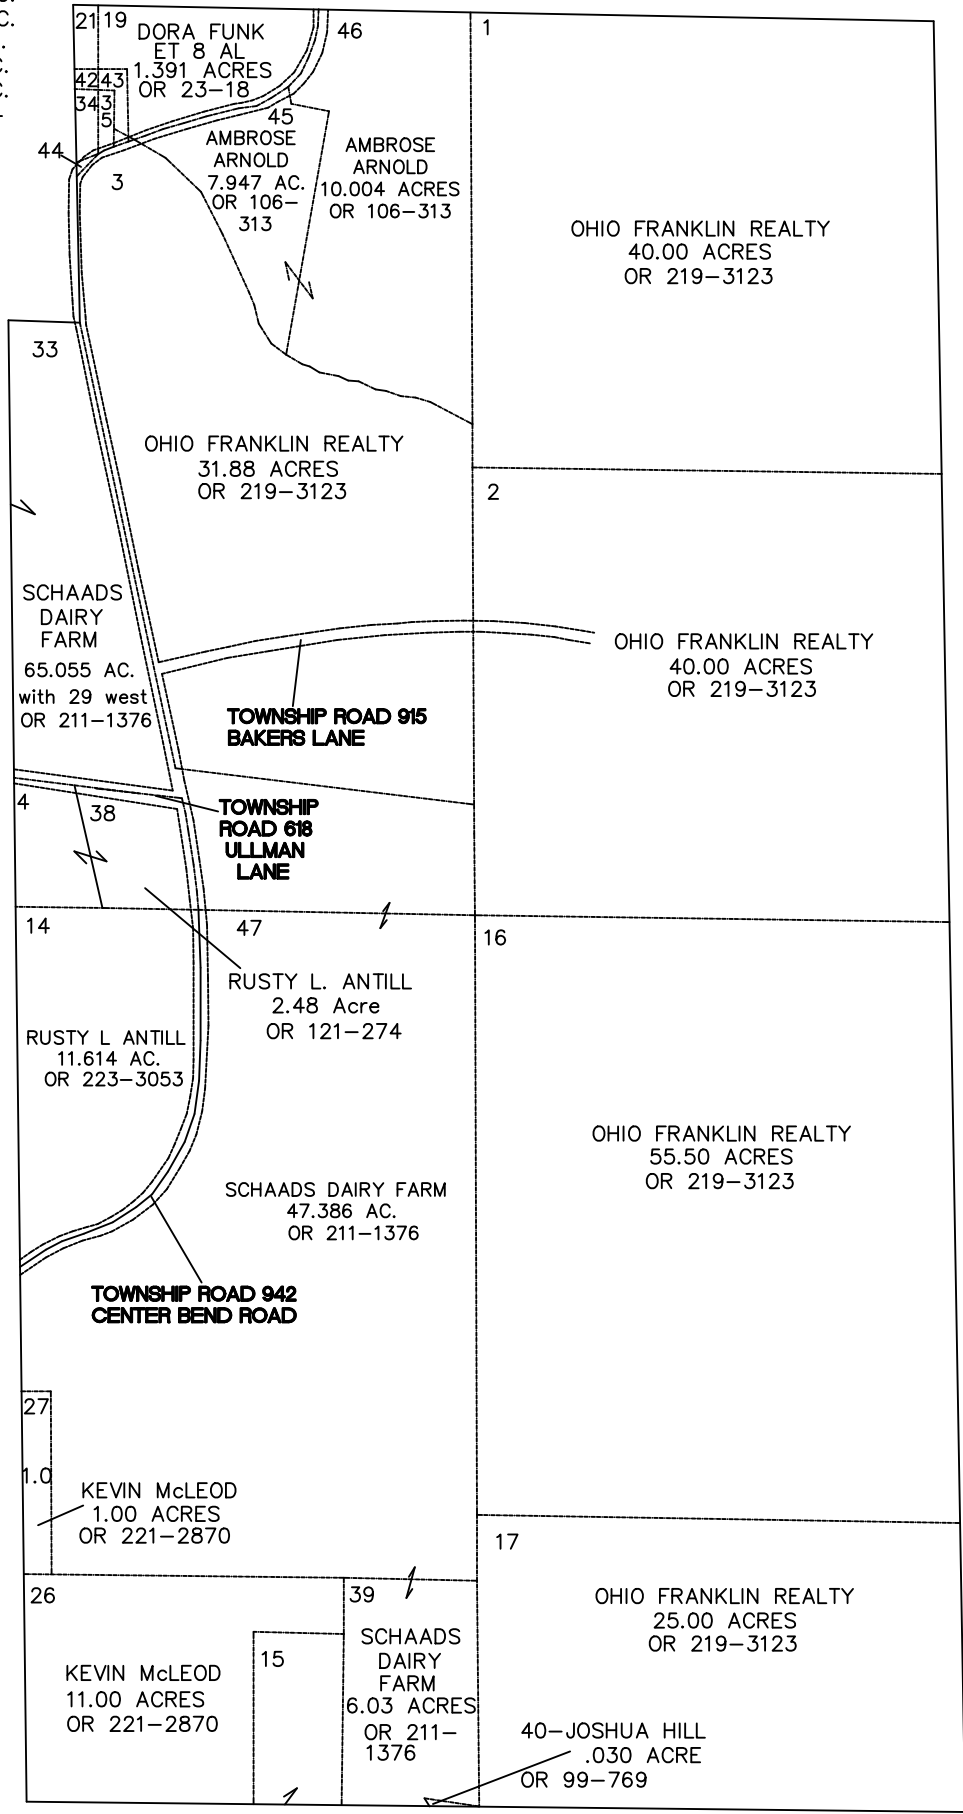 C.
C.
C.
21 19
DORA FUNK
ET 8 AL
1.391 ACRES
OR 23-18
46
1
42 43
34 3
5
45
44
3
AMBROSE
ARNOLD
7.947 AC.
OR 106-
313
AMBROSE
ARNOLD
10.004 ACRES
OR 106-313
OHIO FRANKLIN REALTY
40.00 ACRES
OR 219-3123
33
OHIO FRANKLIN REALTY
31.88 ACRES
OR 219-3123
2
SCHAADS
DAIRY
FARM
65.055 AC.
with 29 west
OR 211-1376
OHIO FRANKLIN REALTY
40.00 ACRES
OR 219-3123
TOWNSHIP ROAD 915
BAKERS LANE
4
38
TOWNSHIP
ROAD 618
ULLMAN
LANE
14
47
16
RUSTY L. ANTILL
2.48 Acre
OR 121-274
RUSTY L ANTILL
11.614 AC.
OR 223-3053
OHIO FRANKLIN REALTY
55.50 ACRES
OR 219-3123
SCHAADS DAIRY FARM
47.386 AC.
OR 211-1376
TOWNSHIP ROAD 942
CENTER BEND ROAD
27
1.0
KEVIN McLEOD
1.00 ACRES
OR 221-2870
17
26
39
OHIO FRANKLIN REALTY
25.00 ACRES
OR 219-3123
15
SCHAADS
DAIRY
FARM
6.03 ACRES
OR 211-
1376
KEVIN McLEOD
11.00 ACRES
OR 221-2870
40-JOSHUA HILL
.030 ACRE
OR 99-769